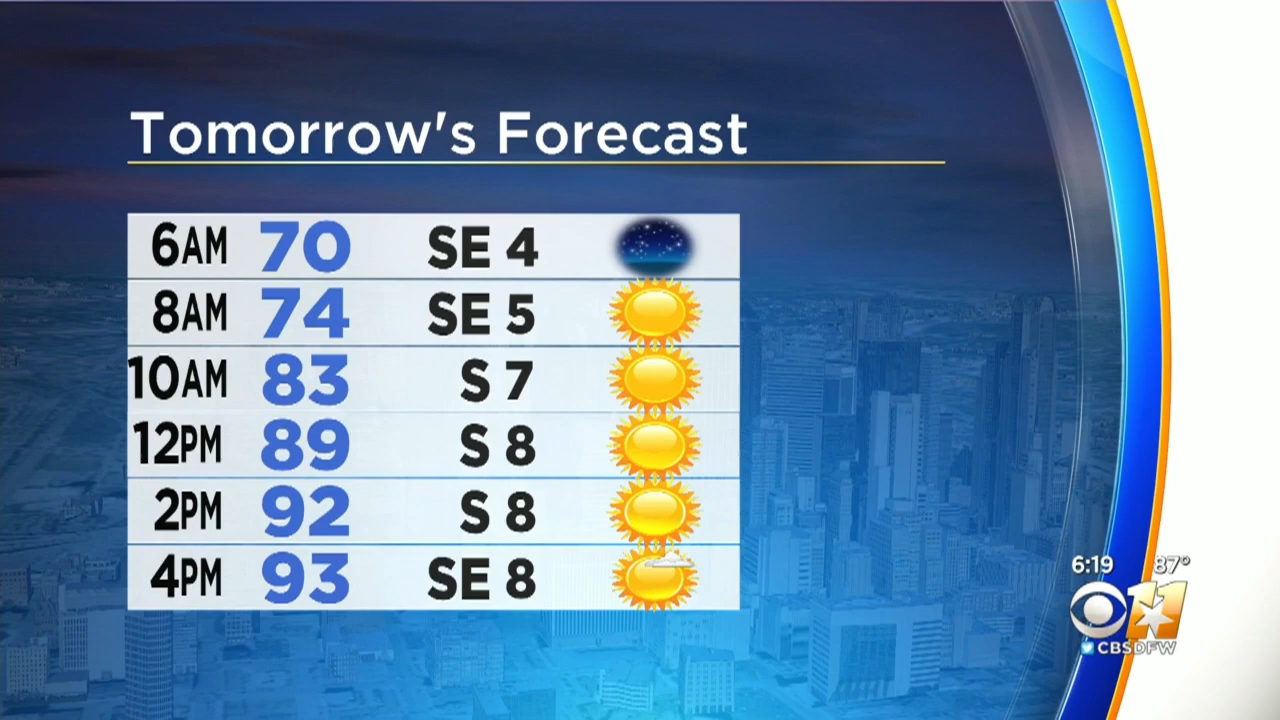 Tomorrow's Forecast
6AM 70 SE 4
8AM 74 SE 5
10AM 83 S 7
12PM 89 S 8
2PM 92 S 8
4PM 93 SE 8
6:19 87°
11
CBSDFW